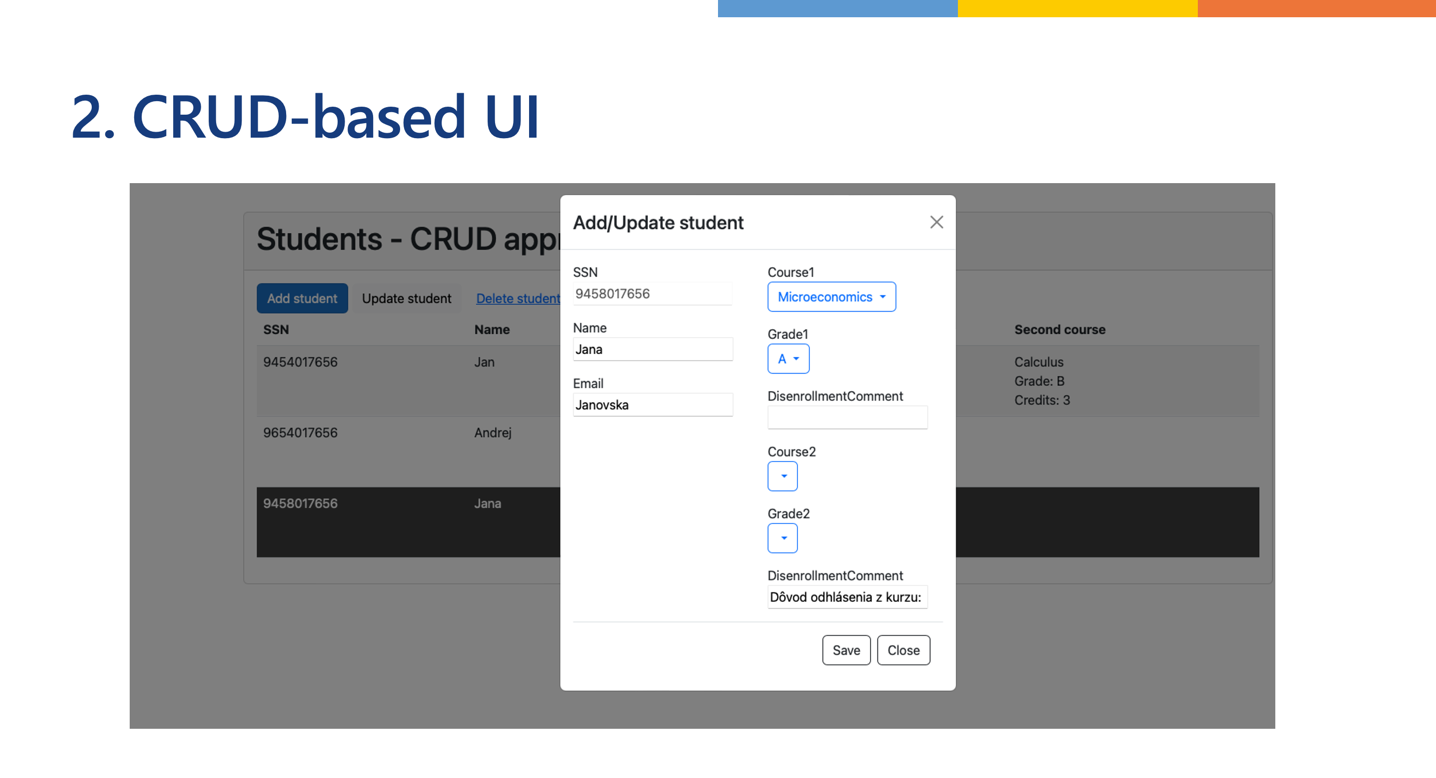 2. CRUD-based UI
Students - CRUD app
Add student
Update student
Delete student
SSN
Name
Second course
9454017656
Jan
Calculus
Grade: B
Credits: 3
9654017656
Andrej
9458017656
Jana
Add/Update student
SSN
9458017656
Name
Jana
Email
Janovska
Course1
Microeconomics
Grade1
A
DisenrollmentComment
Course2
Grade2
DisenrollmentComment
Dôvod odhlásenia z kurzu:
Save
Close